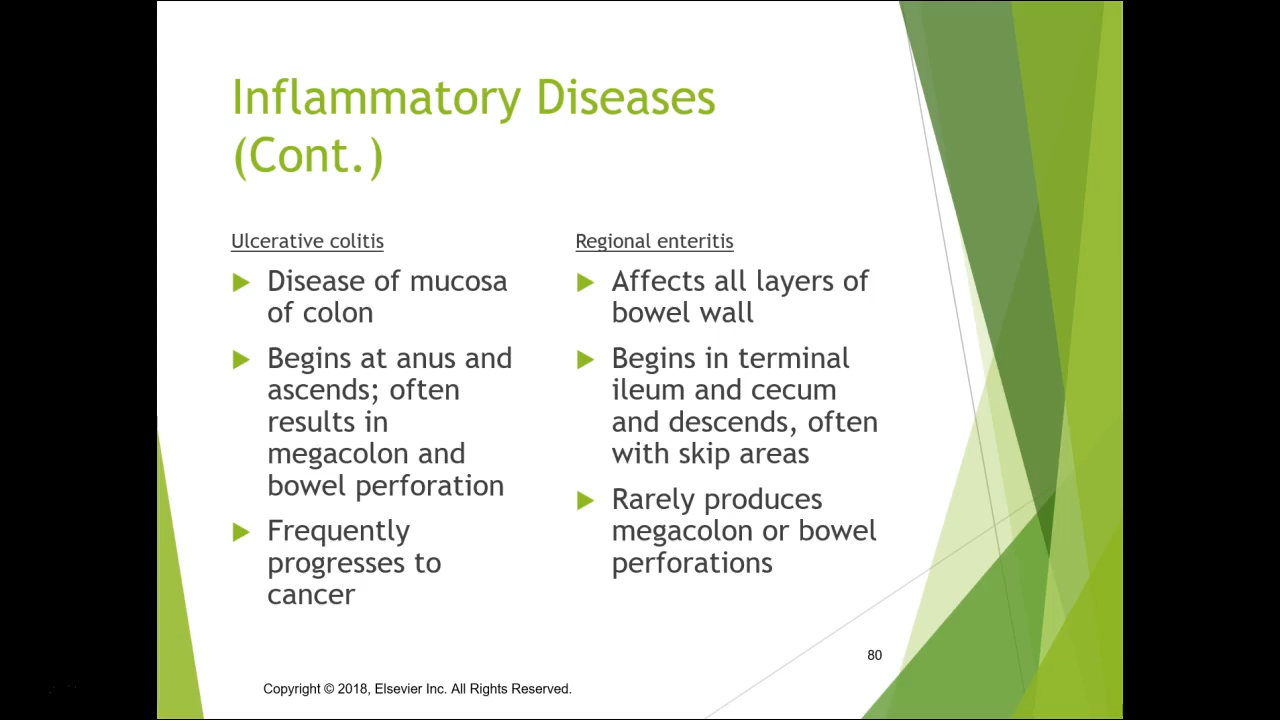 Inflammatory Diseases
(Cont.)
Ulcerative colitis
Disease of mucosa
of colon
Begins at anus and
ascends; often
results in
megacolon and
bowel perforation
Frequently
progresses to
cancer
Regional enteritis
Affects all layers of
bowel wall
Begins in terminal
ileum and cecum
and descends, often
with skip areas
Rarely produces
megacolon or bowel
perforations
80
Copyright © 2018, Elsevier Inc. All Rights Reserved.